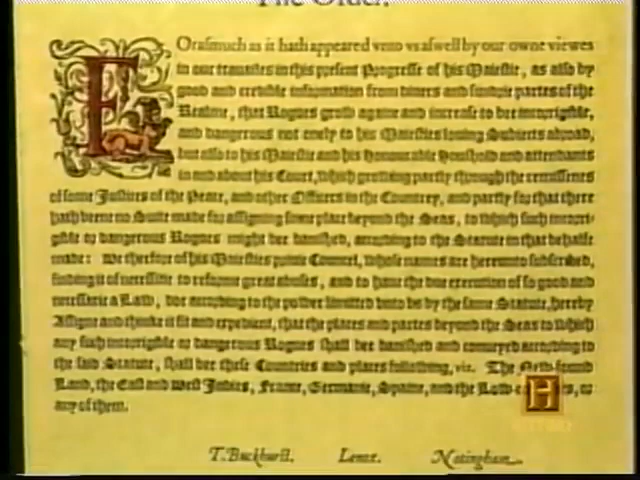 The Order.
FOrasmuch as it hath appeared vnto vs aswell by our owne viewes
in our trauailes in this present Progresse of his Maiestie, as also by
good and credible information from diuers and sundrie partes of the
Realme, that Rogues grow againe and increase to bee incorrigible,
and dangerous not onely to his Maiesties louing Subiects abroad,
but also to his Maiestie and his Honourable Houshold and attendants
in and about his Court, which growing partly through the remissenes
of some Justices of the Peace, and other Officers in the Countrey, and partly for that there
hath beene no Suite made for assigning some place beyond the Seas, to which such incorri-
gible or dangerous Rogues might bee banished, according to the Statute in that behalfe
made: We therfore of his Maiesties priuie Councel, whose names are hereunto subscribed,
finding it of necessitie to reforme great abuses, and to haue the due execution of so good and
necessarie a Law, doe according to the power limitted vnto vs by the same Statute, hereby
Assigne and thinke it fit and expedient, that the places and partes beyond the Seas to which
any such incorrigible or dangerous Rogues shall bee banished and conueyed according to
the said Statute, shall bee these Countries and places following, viz. The New-found
Land, the East and West Indies, France, Germanie, Spaine, and the Low-c s, or
any of them.
H
T. Buckhurst. Lenox. Notingham.